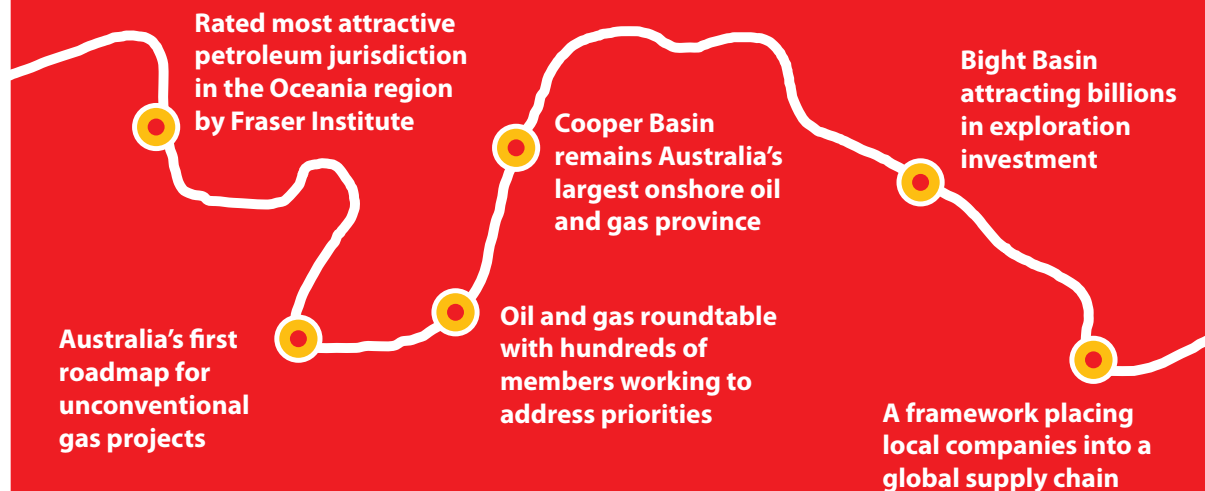 Rated most attractive
petroleum jurisdiction
in the Oceania region
by Fraser Institute
Australia’s first
roadmap for
unconventional
gas projects
Oil and gas roundtable
with hundreds of
members working to
address priorities
Cooper Basin
remains Australia’s
largest onshore oil
and gas province
Bight Basin
attracting billions
in exploration
investment
A framework placing
local companies into a
global supply chain